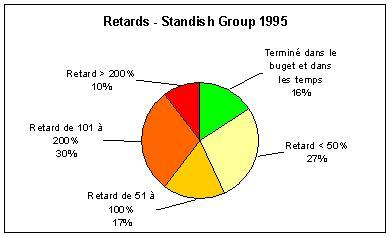 Retards - Standish Group 1995
Terminé dans le
buget et dans
les temps
16%
Retard < 50%
27%
Retard de 51 à
100%
17%
Retard de 101 à
200%
30%
Retard > 200%
10%